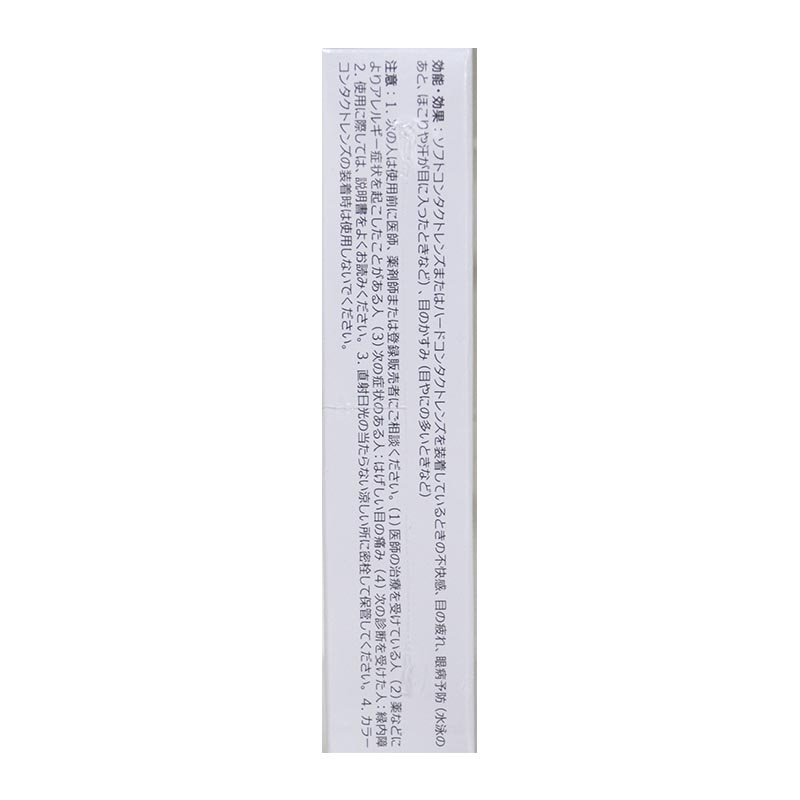 効能・効果：ソフトコンタクトレンズまたはハードコンタクトレンズを装着しているときの不快感、目の疲れ、眼病予防（水泳の
あと、ほこりや汗が目に入ったときなど）、目のかすみ（目やにの多いときなど）
注意：1. 次の人は使用前に医師、薬剤師または登録販売者にご相談ください。(1)医師の治療を受けている人 (2)薬などに
よりアレルギー症状を起こしたことがある人 (3)次の症状のある人：はげしい目の痛み (4)次の診断を受けた人：緑内障
2. 使用に際しては、説明書をよくお読みください。 3. 直射日光の当たらない涼しい所に密栓して保管してください。 4. カラー
コンタクトレンズの装着時は使用しないでください。